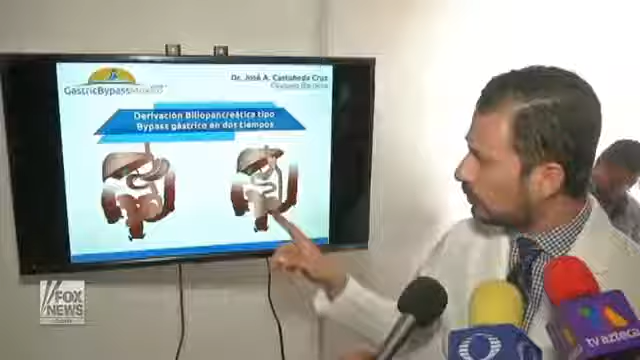 GastricBypassMexico
Dr. José A. Castañeda Cruz
Cirujano Bariatra
Derivación Biliopancreática tipo
Bypass gástrico en dos tiempos
FOX
NEWS
tv azteca